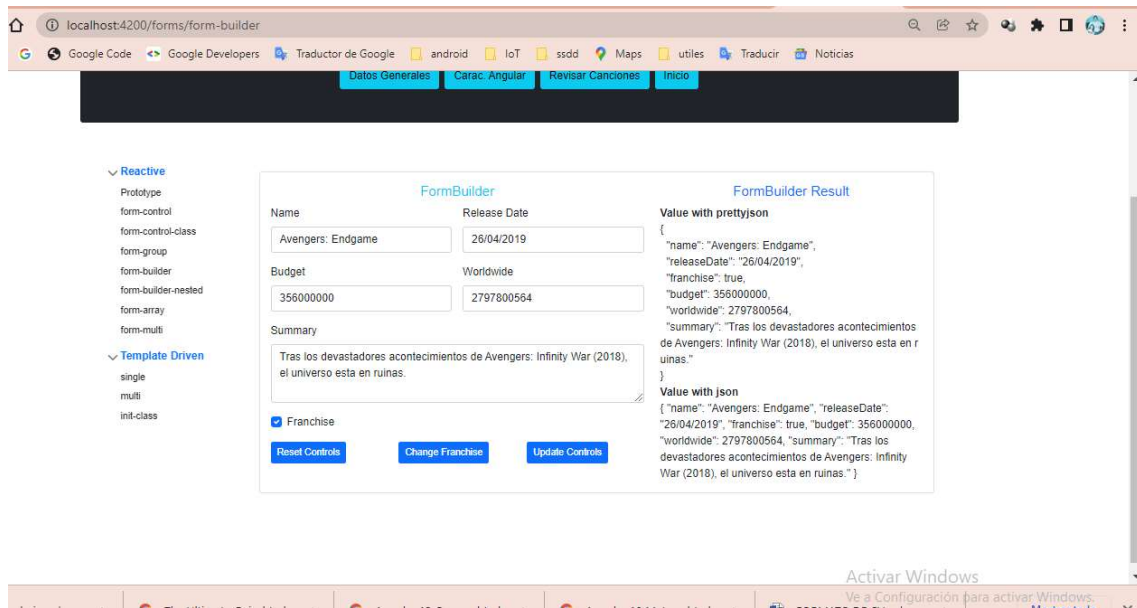 localhost:4200/forms/form-builder
G Google Code Google Developers Traductor de Google android IoT ssdd Maps utiles Traducir Noticias
Datos Generales Carac. Angular Revisar Canciones Inicio
Reactive
Prototype
form-control
form-control-class
form-group
form-builder
form-builder-nested
form-array
form-multi
Template Driven
single
multi
init-class
FormBuilder
Name Release Date
Avengers: Endgame 26/04/2019
Budget Worldwide
356000000 2797800564
Summary
Tras los devastadores acontecimientos de Avengers: Infinity War (2018),
el universo esta en ruinas.
Franchise
Reset Controls Change Franchise Update Controls
FormBuilder Result
Value with prettyjson
{
"name": "Avengers: Endgame",
"releaseDate": "26/04/2019",
"franchise": true,
"budget": 356000000,
"worldwide": 2797800564,
"summary": "Tras los devastadores acontecimientos
de Avengers: Infinity War (2018), el universo esta en r
uinas."
}
Value with json
{ "name": "Avengers: Endgame", "releaseDate":
"26/04/2019", "franchise": true, "budget": 356000000,
"worldwide": 2797800564, "summary": "Tras los
devastadores acontecimientos de Avengers: Infinity
War (2018), el universo esta en ruinas." }
Activar Windows
Ve a Configuración para activar Windows.